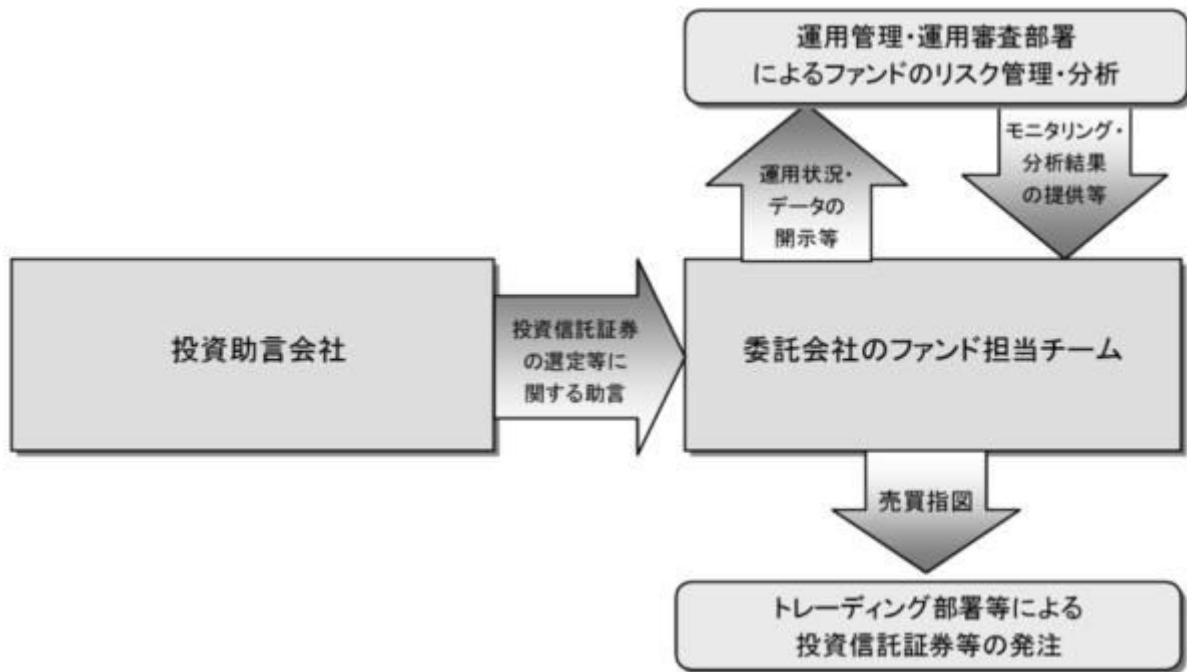 運用管理・運用審査部署
によるファンドのリスク管理・分析
運用状況・
データの
開示等
モニタリング・
分析結果
の提供等
投資助言会社
投資信託証券
の選定等に
関する助言
委託会社のファンド担当チーム
売買指図
トレーディング部署等による
投資信託証券等の発注